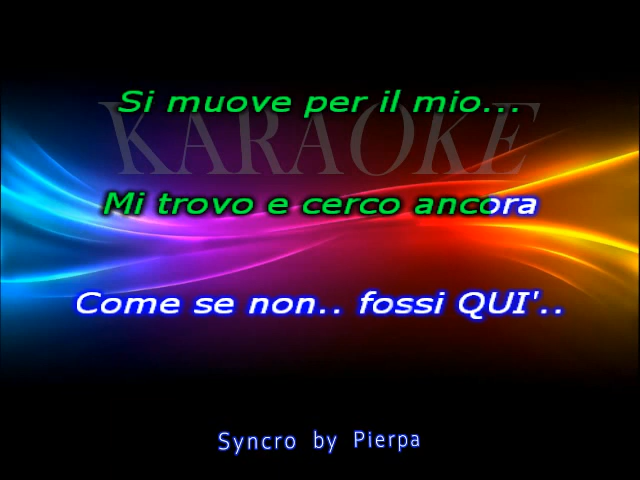 Si muove per il mio...
KARAOKE
Mi trovo e cerco ancora
Come se non.. fossi QUI'..
Syncro by Pierpa